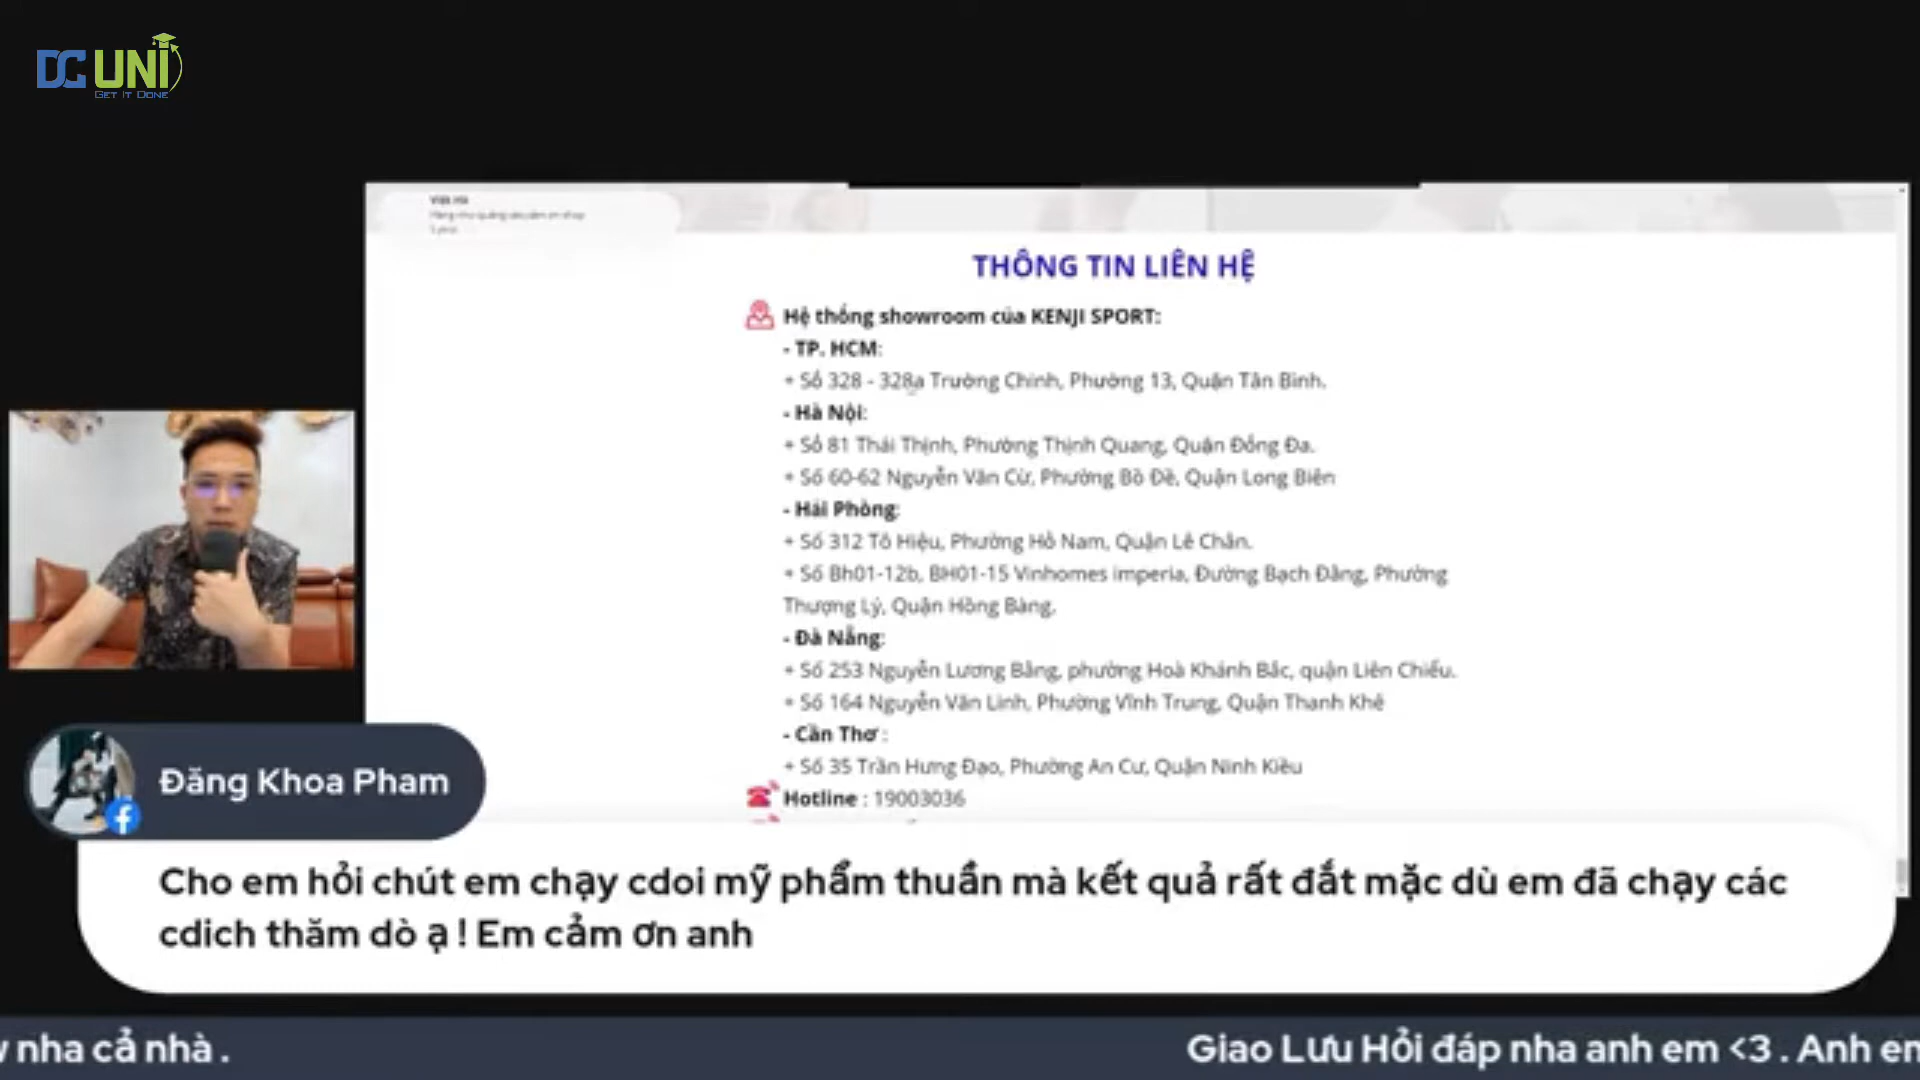 DC UNI
GET IT DONE
Việt Hà
THÔNG TIN LIÊN HỆ
Hệ thống showroom của KENJI SPORT:
- TP. HCM:
+ Số 328 - 328a Trường Chinh, Phường 13, Quận Tân Bình.
- Hà Nội:
+ Số 81 Thái Thịnh, Phường Thịnh Quang, Quận Đống Đa.
+ Số 60-62 Nguyễn Văn Cừ, Phường Bồ Đề, Quận Long Biên
- Hải Phòng:
+ Số 312 Tô Hiệu, Phường Hồ Nam, Quận Lê Chân.
+ Số Bh01-12b, BH01-15 Vinhomes imperia, Đường Bạch Đằng, Phường
Thượng Lý, Quận Hồng Bàng.
- Đà Nẵng:
+ Số 253 Nguyễn Lương Bằng, phường Hoà Khánh Bắc, quận Liên Chiểu.
+ Số 164 Nguyễn Văn Linh, Phường Vĩnh Trung, Quận Thanh Khê
- Cần Thơ :
+ Số 35 Trần Hưng Đạo, Phường An Cư, Quận Ninh Kiều
Hotline : 19003036
Đăng Khoa Pham
Cho em hỏi chút em chạy cdoi mỹ phẩm thuần mà kết quả rất đắt mặc dù em đã chạy các
cdich thăm dò ạ ! Em cảm ơn anh
nha cả nhà .
Giao Lưu Hỏi đáp nha anh em <3 . Anh em